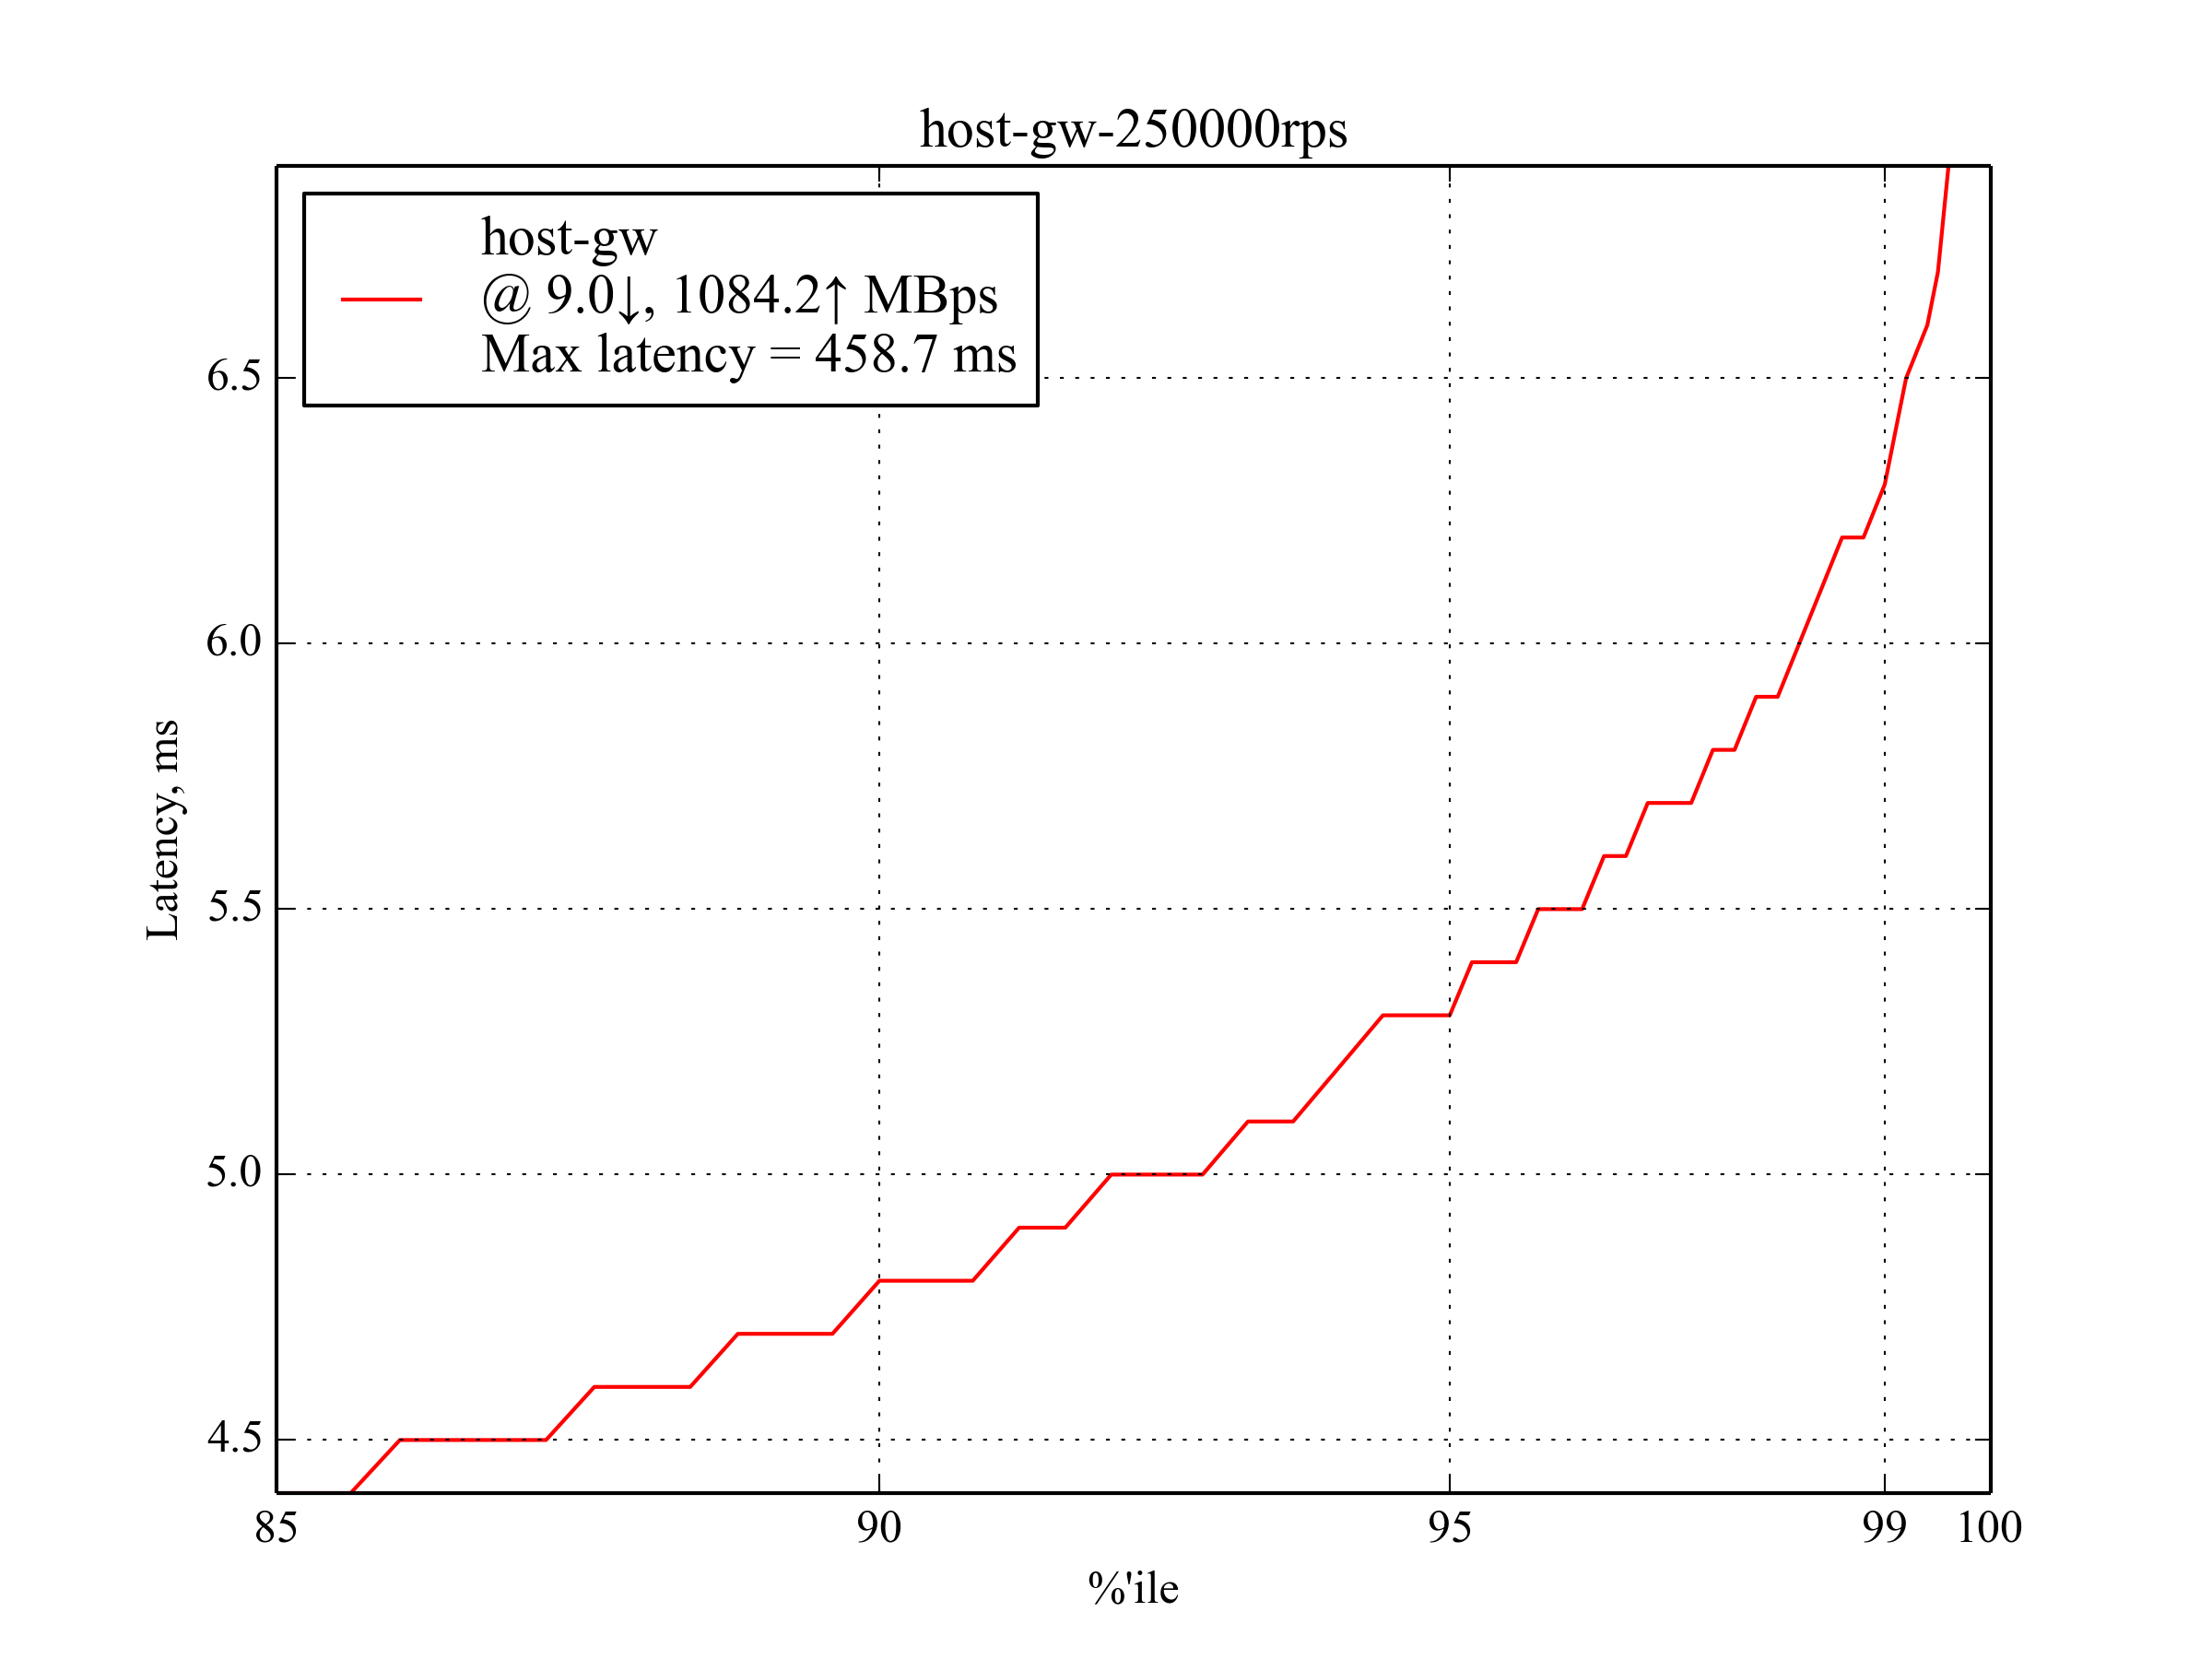 host-gw-250000rps
host-gw
@ 9.0↓, 1084.2↑ MBps
Max latency = 458.7 ms
6.5
6.0
5.5
5.0
4.5
Latency, ms
85 90 95 99 100
%'ile